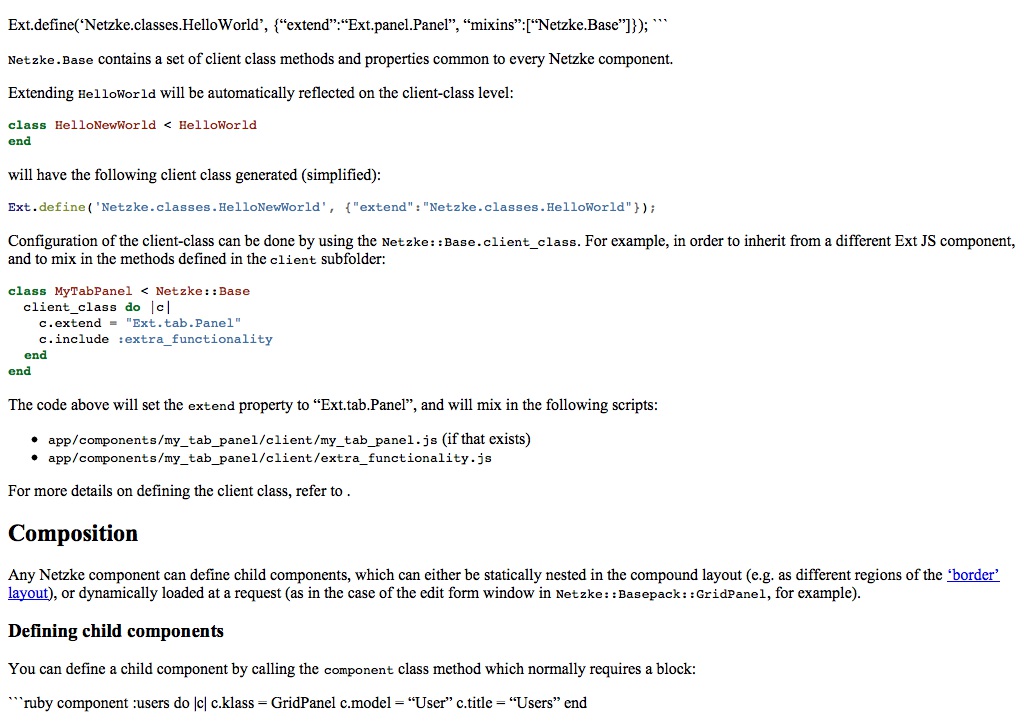 Ext.define(‘Netzke.classes.HelloWorld’, {“extend”:“Ext.panel.Panel”, “mixins”:[“Netzke.Base”]}); ```
Netzke.Base contains a set of client class methods and properties common to every Netzke component.
Extending HelloWorld will be automatically reflected on the client-class level:
class HelloNewWorld < HelloWorld
end
will have the following client class generated (simplified):
Ext.define('Netzke.classes.HelloNewWorld', {"extend":"Netzke.classes.HelloWorld"});
Configuration of the client-class can be done by using the Netzke::Base.client_class. For example, in order to inherit from a different Ext JS component,
and to mix in the methods defined in the client subfolder:
class MyTabPanel < Netzke::Base
  client_class do |c|
    c.extend = "Ext.tab.Panel"
    c.include :extra_functionality
  end
end
The code above will set the extend property to “Ext.tab.Panel”, and will mix in the following scripts:
• app/components/my_tab_panel/client/my_tab_panel.js (if that exists)
• app/components/my_tab_panel/client/extra_functionality.js
For more details on defining the client class, refer to .
Composition
Any Netzke component can define child components, which can either be statically nested in the compound layout (e.g. as different regions of the ‘border’
layout), or dynamically loaded at a request (as in the case of the edit form window in Netzke::Basepack::GridPanel, for example).
Defining child components
You can define a child component by calling the component class method which normally requires a block:
```ruby component :users do |c| c.klass = GridPanel c.model = “User” c.title = “Users” end